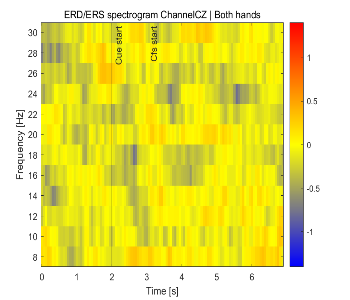 ERD/ERS spectrogram ChannelCZ | Both hands
Cue start
Cfs start
Frequency [Hz]
30
28
26
24
22
20
18
16
14
12
10
8
0 1 2 3 4 5 6
Time [s]
1
0.5
0
-0.5
-1